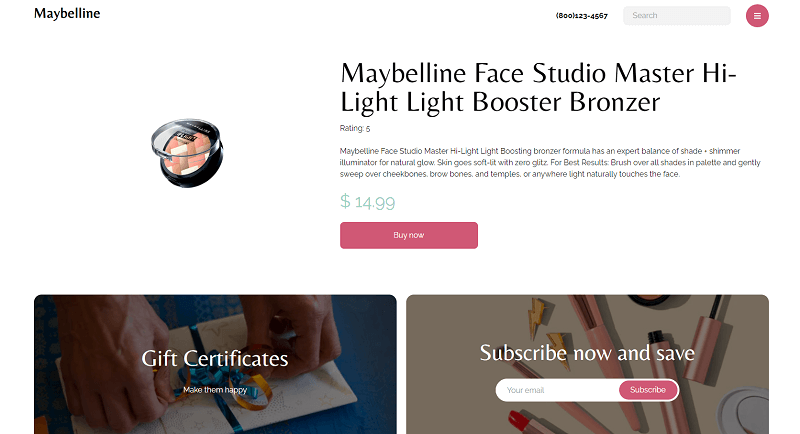 Maybelline
(800)123-4567
Search
Maybelline Face Studio Master Hi-
Light Light Booster Bronzer
Rating: 5
Maybelline Face Studio Master Hi-Light Light Boosting bronzer formula has an expert balance of shade + shimmer
illuminator for natural glow. Skin goes soft-lit with zero glitz. For Best Results: Brush over all shades in palette and gently
sweep over cheekbones, brow bones, and temples, or anywhere light naturally touches the face.
$ 14.99
Buy now
Gift Certificates
Make them happy
Subscribe now and save
Your email
Subscribe